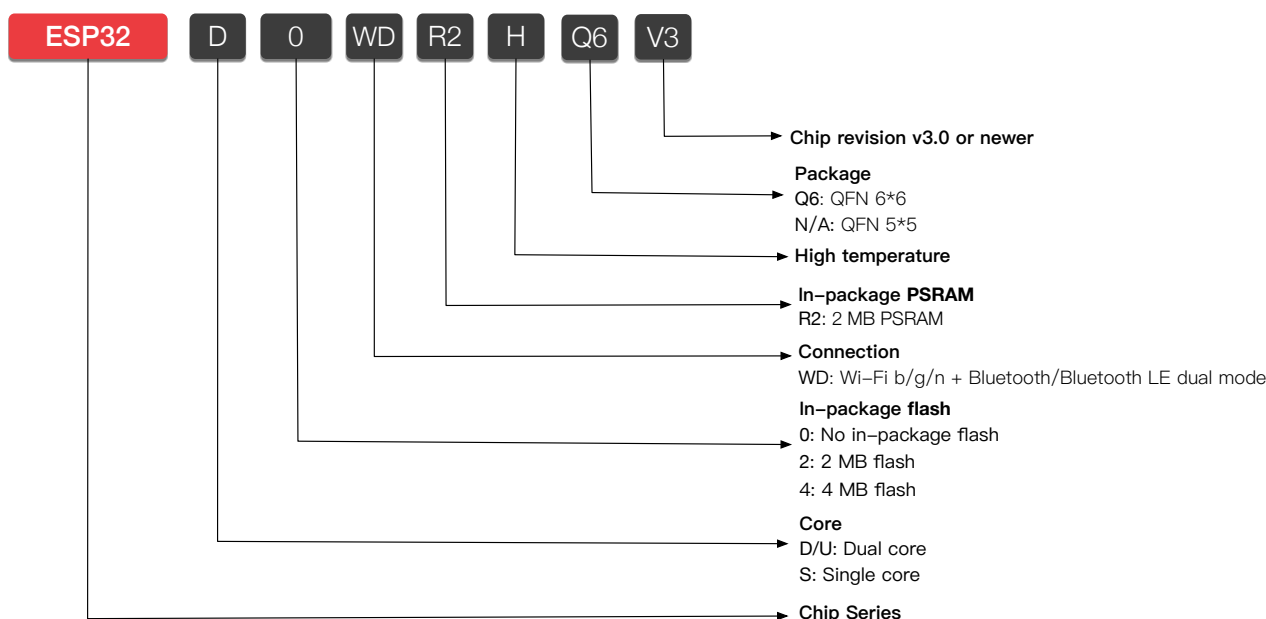 ESP32 D 0 WD R2 H Q6 V3
Chip revision v3.0 or newer
Package
Q6: QFN 6*6
N/A: QFN 5*5
High temperature
In-package PSRAM
R2: 2 MB PSRAM
Connection
WD: Wi-Fi b/g/n + Bluetooth/Bluetooth LE dual mode
In-package flash
0: No in-package flash
2: 2 MB flash
4: 4 MB flash
Core
D/U: Dual core
S: Single core
Chip Series